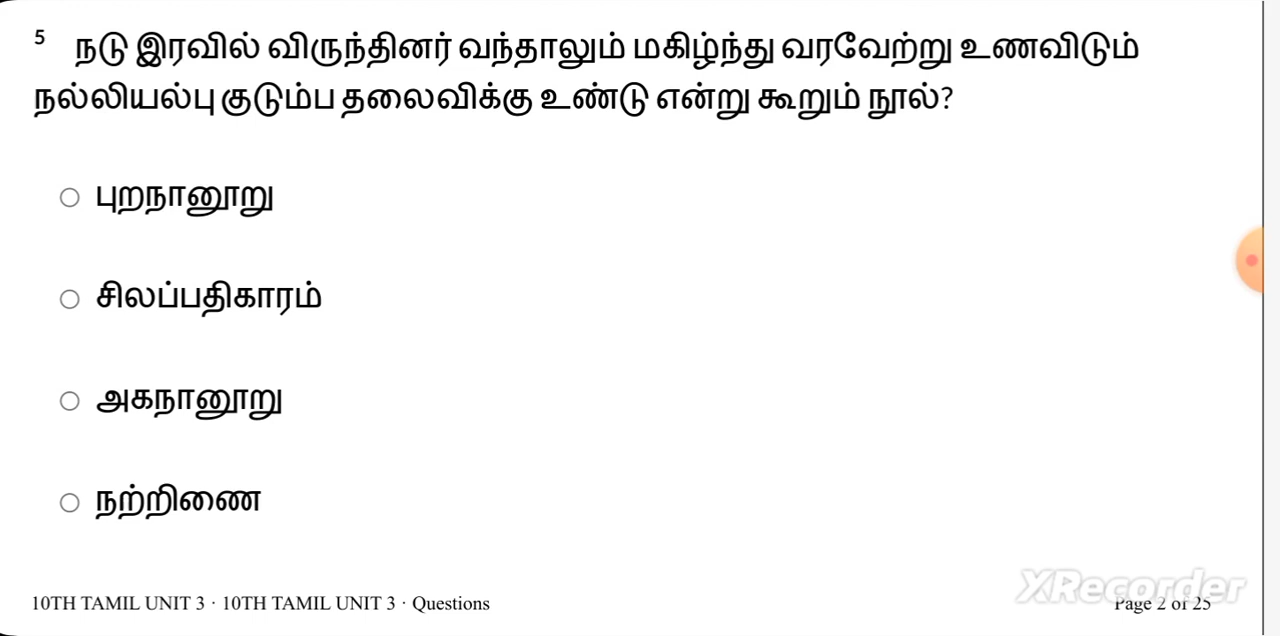 5 நடு இரவில் விருந்தினர் வந்தாலும் மகிழ்ந்து வரவேற்று உணவிடும்
நல்லியல்பு குடும்ப தலைவிக்கு உண்டு என்று கூறும் நூல்?
புறநானூறு
சிலப்பதிகாரம்
அகநானூறு
நற்றிணை
XRecorder
10TH TAMIL UNIT 3 · 10TH TAMIL UNIT 3 · Questions Page 2 of 25